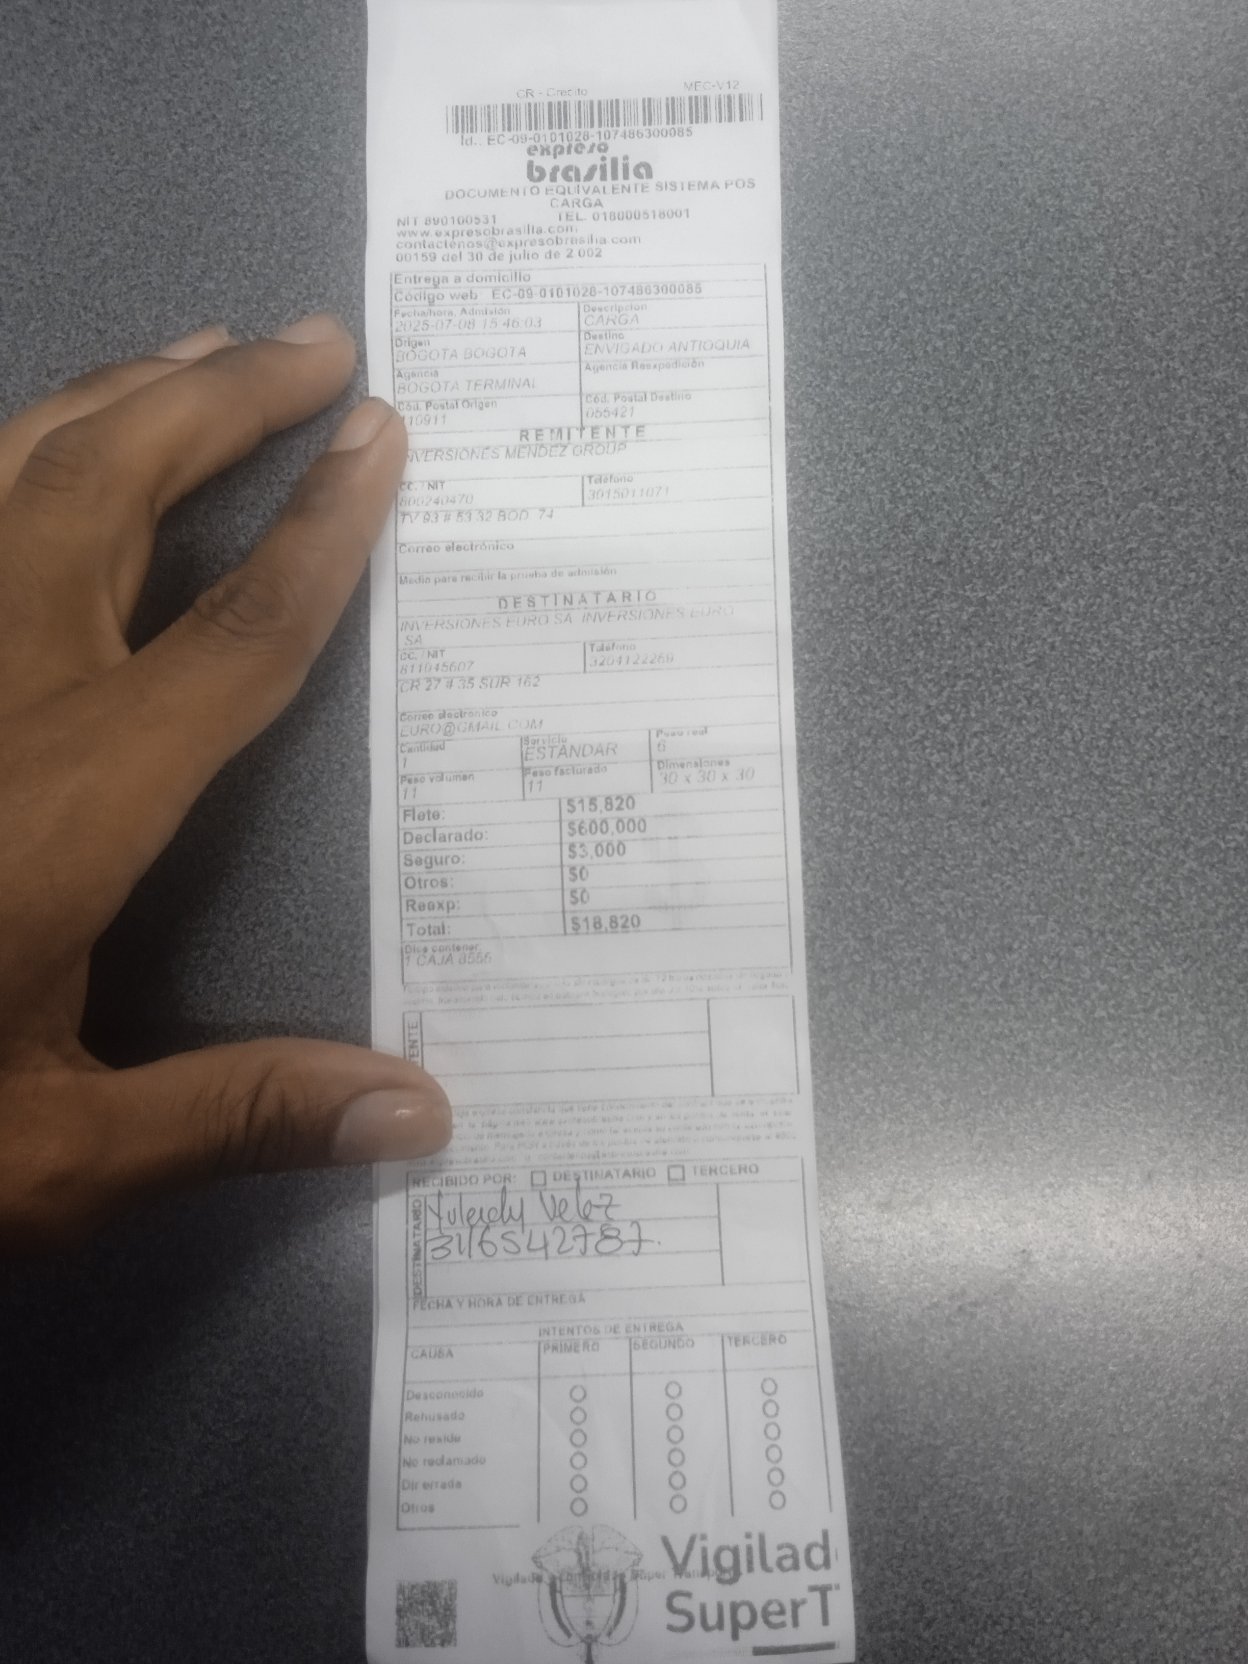 CR - Credito MEC-V12
Id.. EC-09-0101028-107486300085
expreso
brasilia
DOCUMENTO EQUIVALENTE SISTEMA POS
CARGA
NIT 890100531 TEL. 018000518001
www.expresobrasilia.com
contactenos@expresobrasilia.com
00159 del 30 de julio de 2 002
Entrega a domicilio
Código web EC-09-0101028-107486300085
Fecha/hora. Admisión Descripcion
2025-07-08 15 46 03 CARGA
Origen Destino
BOGOTA BOGOTA ENVIGADO ANTIOQUIA
Agencia Agencia Reexpedición
BOGOTA TERMINAL
Cód. Postal Origen Cód. Postal Destino
110911 055421
REMITENTE
NVERSIONES MENDEZ GROUP
CC. / NIT Teléfono
800240470 3015011071
TV 93 # 53 32 BOD 74
Correo electrónico
Medio para recibir la prueba de admisión
DESTINATARIO
INVERSIONES EURO SA INVERSIONES EURO
SA
CC. / NIT Teléfono
811045607 3204122269
CR 27 # 35 SUR 162
Correo electronico
EURO@GMAIL COM
Cantidad Servicio Peso real
1 ESTANDAR 6
Peso volumen Peso facturado Dimensiones
11 11 30 x 30 x 30
Flete: $15,820
Declarado: $600,000
Seguro: $3,000
Otros: $0
Reexp: $0
Total: $18,820
Dice contener
1 CAJA 8556
TENTE
RECIBIDO POR: DESTINATARIO TERCERO
DESTINATARIO
Yuleidy Velez
3116542787.
FECHA Y HORA DE ENTREGA
INTENTOS DE ENTREGA
CAUSA PRIMERO SEGUNDO TERCERO
Desconocido
Rehusado
No reside
No reclamado
Dir errada
Otros
Vigilad
SuperT